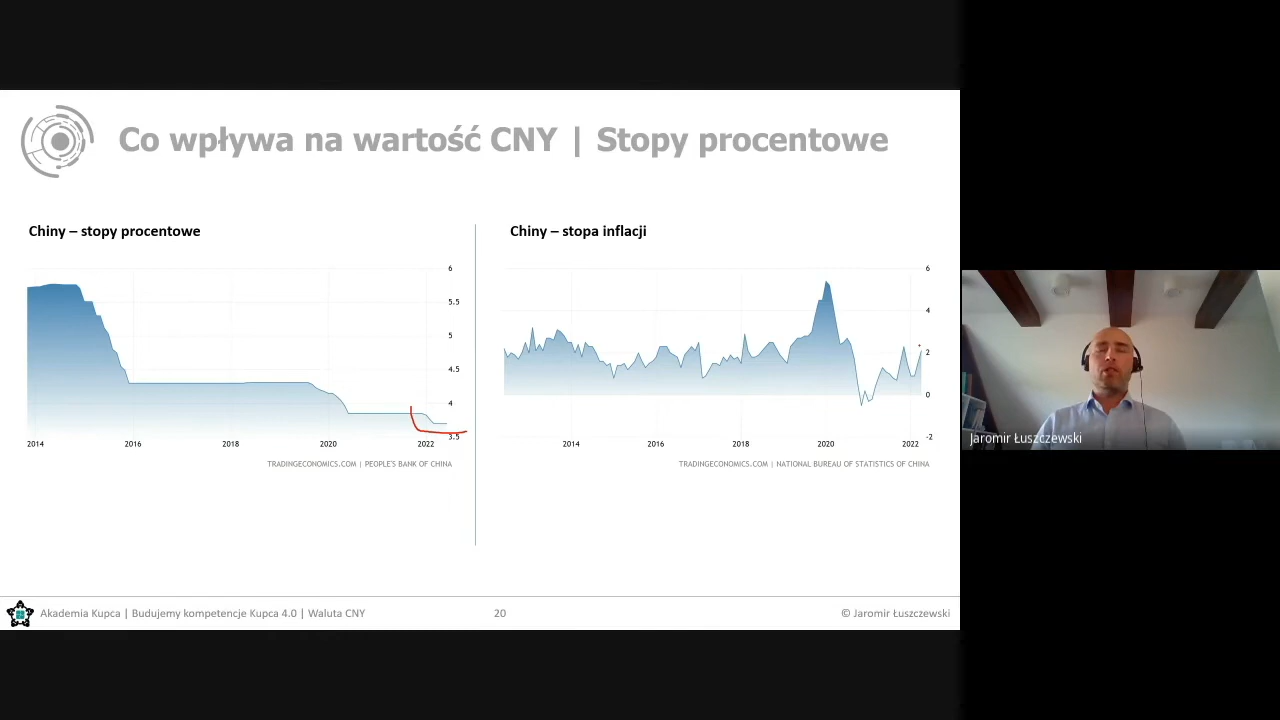 Co wpływa na wartość CNY | Stopy procentowe
Chiny – stopy procentowe
6
5.5
5
4.5
4
3.5
2014 2016 2018 2020 2022
TRADINGECONOMICS.COM | PEOPLE'S BANK OF CHINA
Chiny – stopa inflacji
6
4
2
0
-2
2014 2016 2018 2020 2022
TRADINGECONOMICS.COM | NATIONAL BUREAU OF STATISTICS OF CHINA
Jaromir Łuszczewski
Akademia Kupca | Budujemy kompetencje Kupca 4.0 | Waluta CNY
20
© Jaromir Łuszczewski